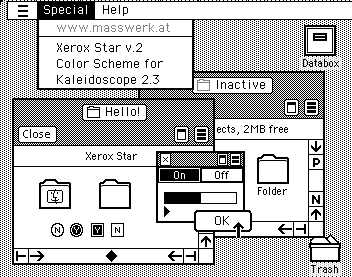 Special Help
www.masswerk.at
Xerox Star v.2
Color Scheme for
Kaleidoscope 2.3
Databox
Inactive
Hello!
Close
ects, 2MB free
Xerox Star
On Off
Folder
P
N
OK
N V V N
Trash